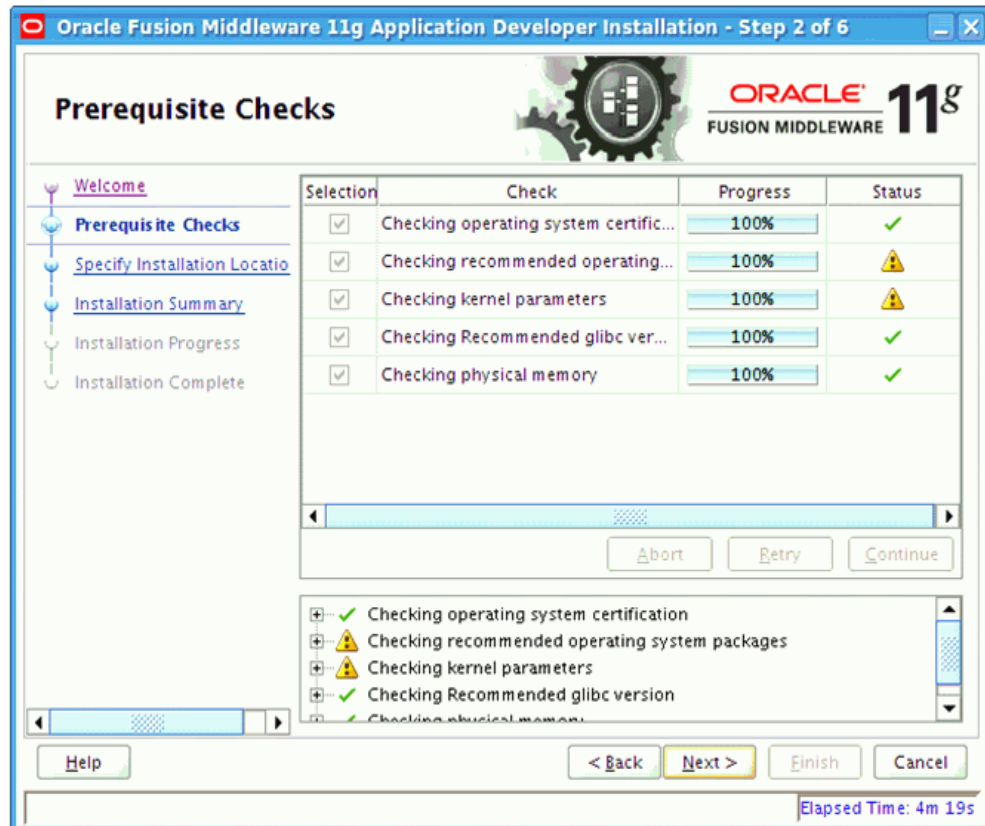 Oracle Fusion Middleware 11g Application Developer Installation - Step 2 of 6
Prerequisite Checks
ORACLE
FUSION MIDDLEWARE
11g
Welcome
Prerequisite Checks
Specify Installation Locatio
Installation Summary
Installation Progress
Installation Complete
Selection Check Progress Status
Checking operating system certific... 100%
Checking recommended operating... 100%
Checking kernel parameters 100%
Checking Recommended glibc ver... 100%
Checking physical memory 100%
Abort Retry Continue
Checking operating system certification
Checking recommended operating system packages
Checking kernel parameters
Checking Recommended glibc version
Checking physical memory
Help < Back Next > Finish Cancel
Elapsed Time: 4m 19s